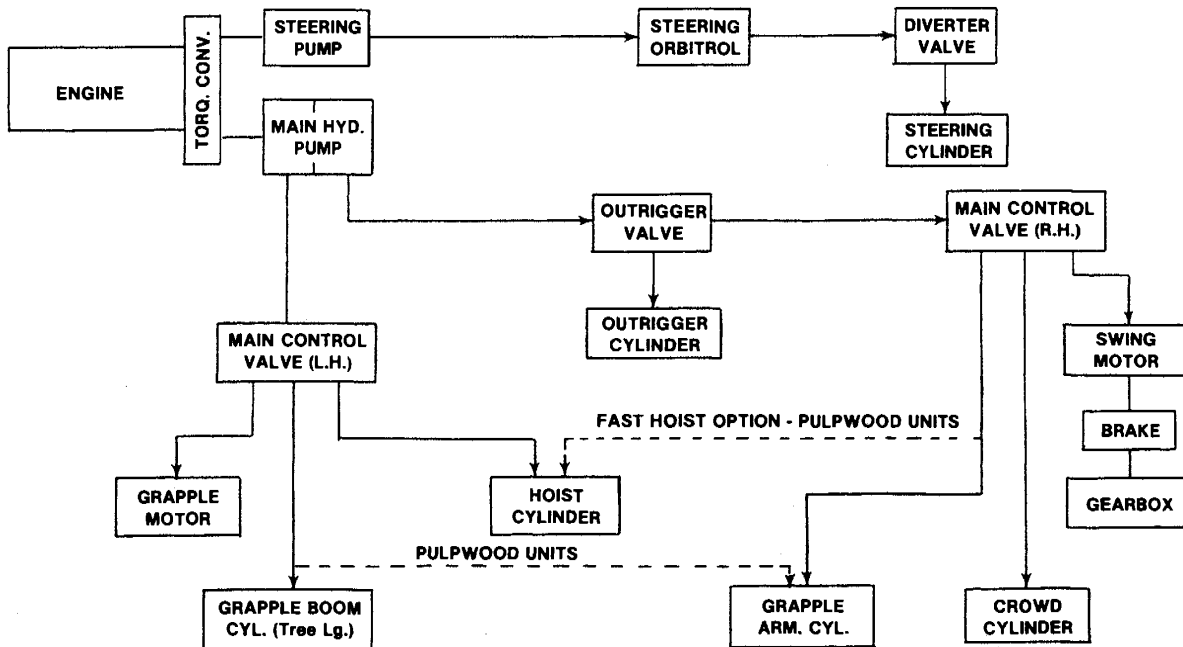 ENGINE
TORQ. CONV.
STEERING
PUMP
STEERING
ORBITROL
DIVERTER
VALVE
STEERING
CYLINDER
MAIN HYD.
PUMP
OUTRIGGER
VALVE
MAIN CONTROL
VALVE (R.H.)
OUTRIGGER
CYLINDER
MAIN CONTROL
VALVE (L.H.)
SWING
MOTOR
FAST HOIST OPTION - PULPWOOD UNITS
BRAKE
GRAPPLE
MOTOR
HOIST
CYLINDER
GEARBOX
PULPWOOD UNITS
GRAPPLE BOOM
CYL. (Tree Lg.)
GRAPPLE
ARM. CYL.
CROWD
CYLINDER